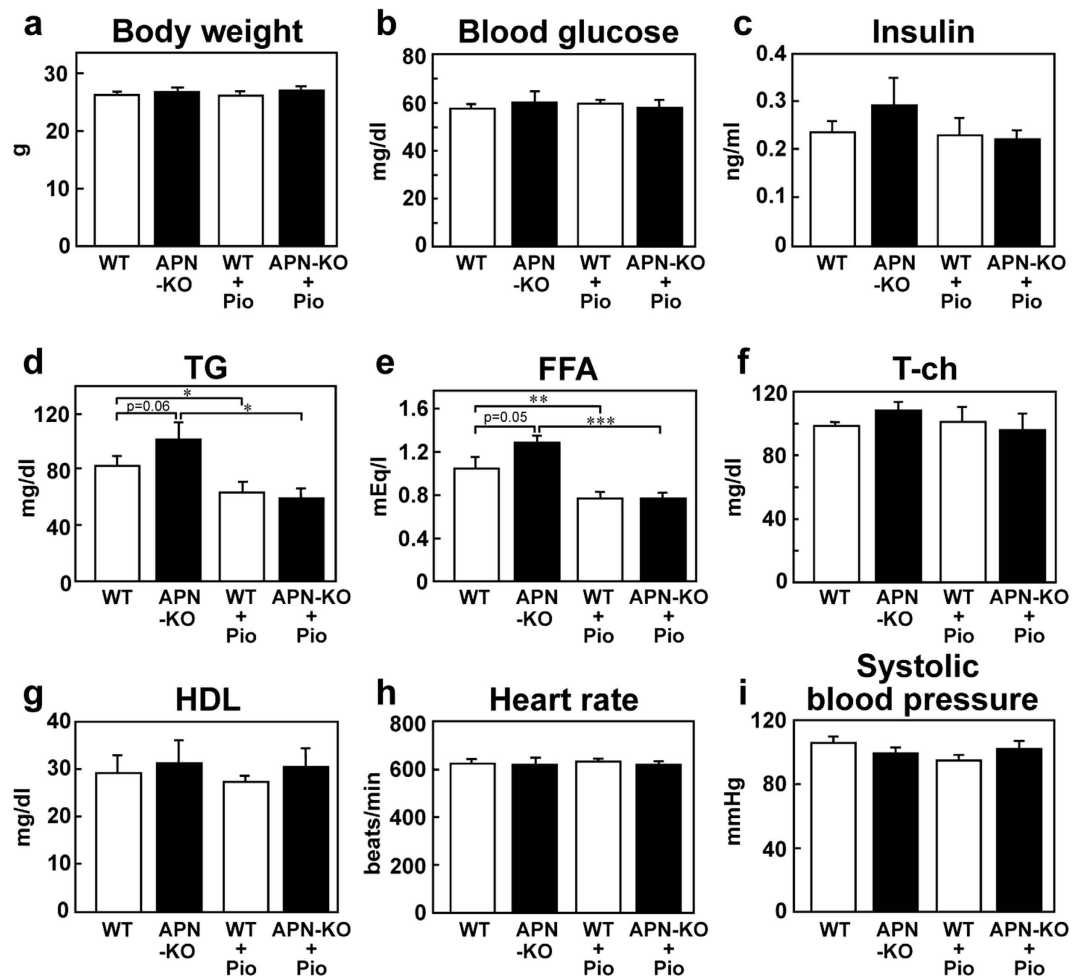 a Body weight
30
20
10
0
g
WT APN-KO WT + Pio APN-KO + Pio
b Blood glucose
80
60
40
20
0
mg/dl
WT APN-KO WT + Pio APN-KO + Pio
c Insulin
0.4
0.3
0.2
0.1
0
ng/ml
WT APN-KO WT + Pio APN-KO + Pio
d TG
120
80
40
0
mg/dl
*
p=0.06
*
WT APN-KO WT + Pio APN-KO + Pio
e FFA
1.6
1.2
0.8
0.4
0
mEq/l
**
p=0.05
***
WT APN-KO WT + Pio APN-KO + Pio
f T-ch
120
80
40
0
mg/dl
WT APN-KO WT + Pio APN-KO + Pio
g HDL
40
30
20
10
0
mg/dl
WT APN-KO WT + Pio APN-KO + Pio
h Heart rate
800
600
400
200
0
beats/min
WT APN-KO WT + Pio APN-KO + Pio
i Systolic
blood pressure
120
80
40
0
mmHg
WT APN-KO WT + Pio APN-KO + Pio